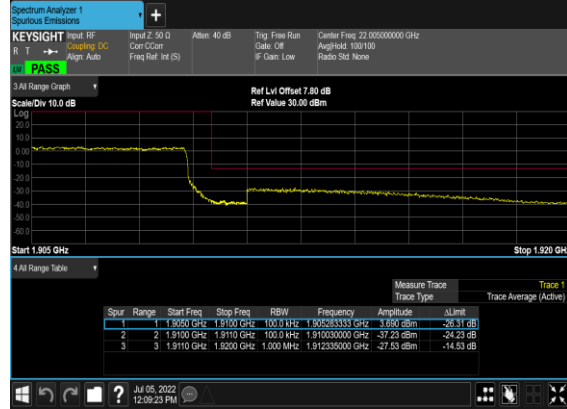 Spectrum Analyzer 1
Spurious Emissions
+
KEYSIGHT Input: RF Input Z: 50 Ω Atten: 40 dB Trig: Free Run Center Freq: 22.005000000 GHz
R T Coupling: DC Corr CCorr Gate: Off Avg|Hold: 100/100
Align: Auto Freq Ref: Int (S) IF Gain: Low Radio Std: None
PASS
3 All Range Graph Ref Lvl Offset 7.80 dB
Scale/Div 10.0 dB Ref Value 30.00 dBm
Log
20.0
10.0
0.00
-10.0
-20.0
-30.0
-40.0
-50.0
-60.0
Start 1.905 GHz Stop 1.920 GH
4 All Range Table
Measure Trace Trace 1
Trace Type Trace Average (Active)
Spur Range Start Freq Stop Freq RBW Frequency Amplitude ΔLimit
1 1 1.9050 GHz 1.9100 GHz 100.0 kHz 1.905283333 GHz 3.690 dBm -26.31 dB
2 2 1.9100 GHz 1.9110 GHz 100.0 kHz 1.910030000 GHz -37.23 dBm -24.23 dB
3 3 1.9110 GHz 1.9200 GHz 1.000 MHz 1.912335000 GHz -27.53 dBm -14.53 dB
? Jul 05, 2022
12:09:23 PM